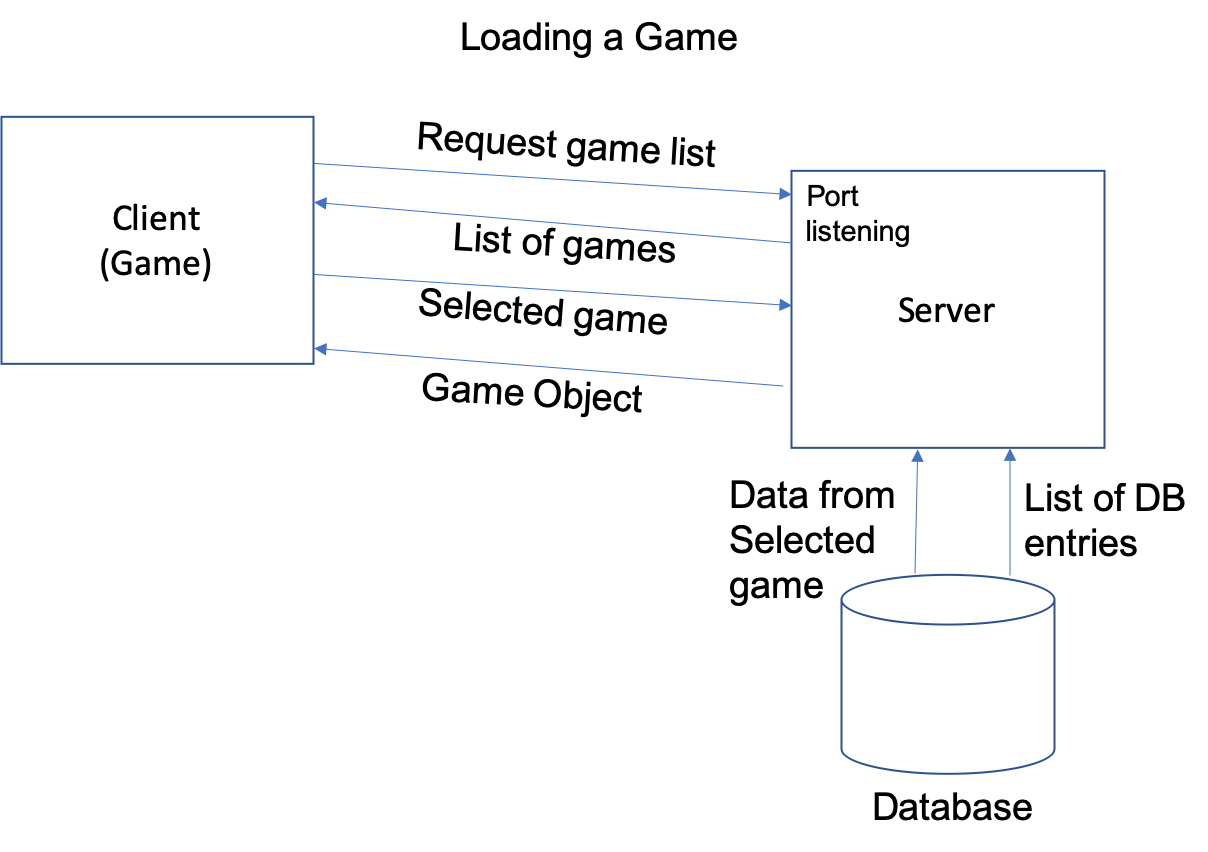 Loading a Game
Request game list
Client
(Game)
Port
listening
List of games
Server
Selected game
Game Object
Data from
Selected
game
List of DB
entries
Database